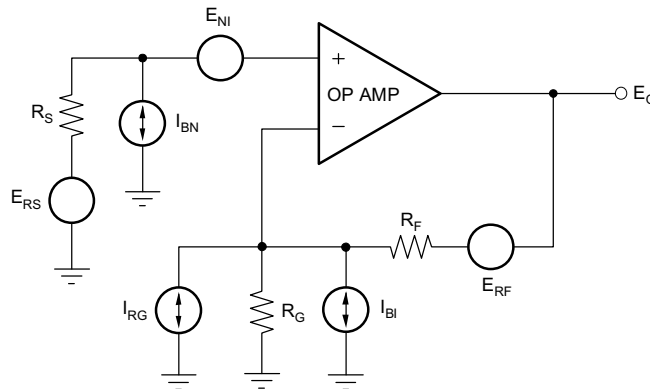 E_NI
+
OP AMP
−
E_O
R_S
I_BN
E_RS
R_F
E_RF
I_RG
R_G
I_BI